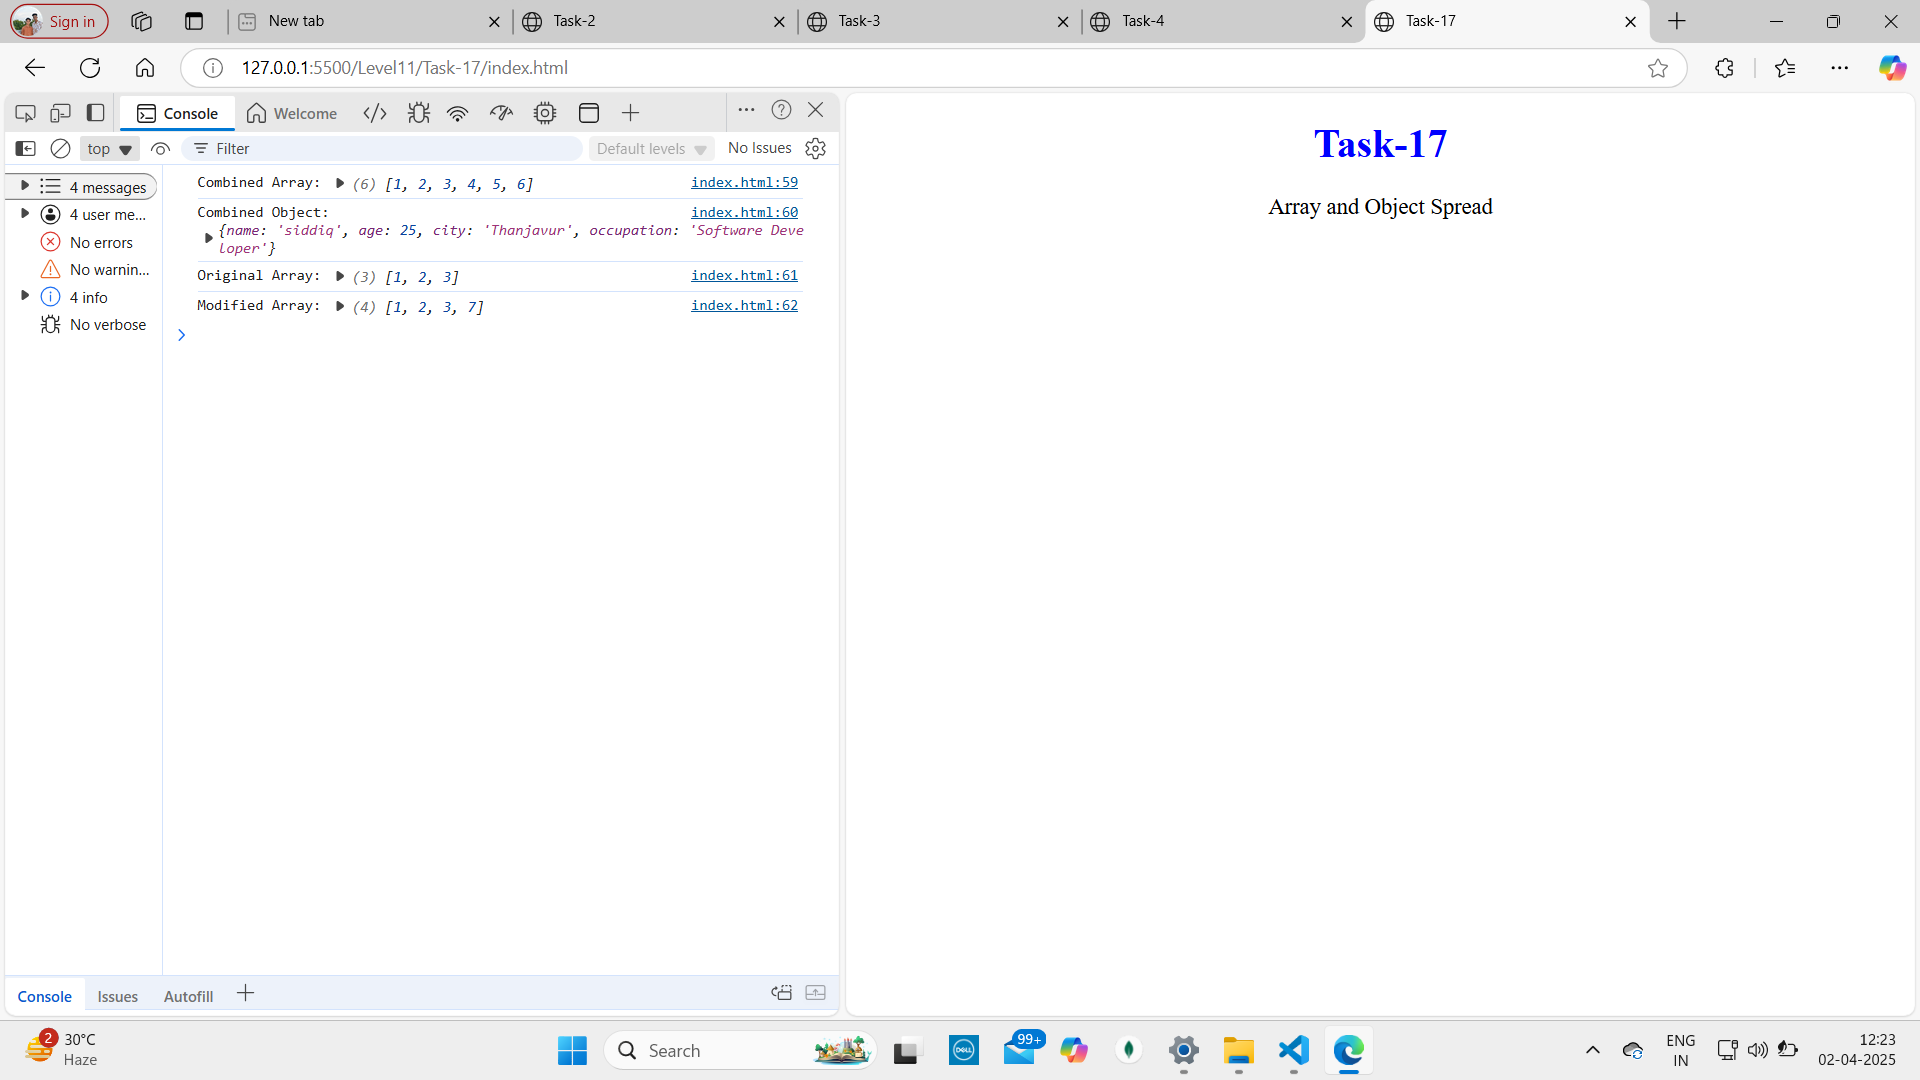 Sign in
New tab
Task-2
Task-3
Task-4
Task-17
127.0.0.1:5500/Level11/Task-17/index.html
Console
Welcome
top
Filter
Default levels
No Issues
4 messages
4 user me...
No errors
No warnin...
4 info
No verbose
Combined Array: (6) [1, 2, 3, 4, 5, 6] index.html:59
Combined Object: index.html:60
{name: 'siddiq', age: 25, city: 'Thanjavur', occupation: 'Software Deve
loper'}
Original Array: (3) [1, 2, 3] index.html:61
Modified Array: (4) [1, 2, 3, 7] index.html:62
Console
Issues
Autofill
Task-17
Array and Object Spread
2
30°C
Haze
Search
DELL
99+
ENG
IN
12:23
02-04-2025